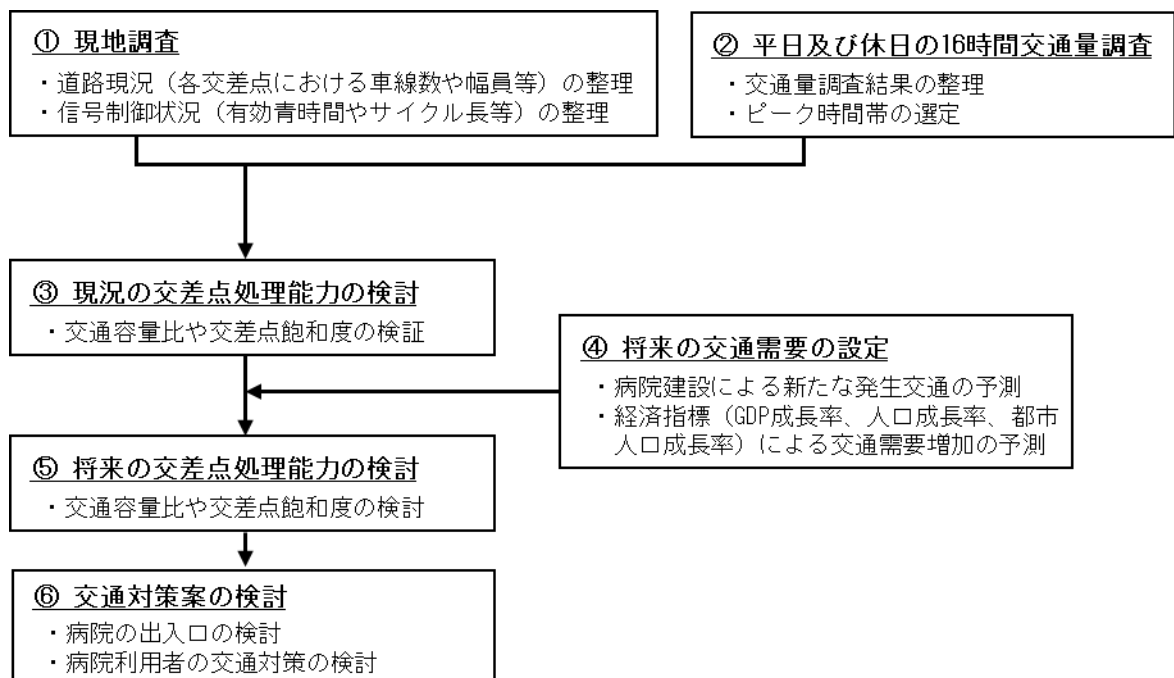 ① 現地調査
・道路現況（各交差点における車線数や幅員等）の整理
・信号制御状況（有効青時間やサイクル長等）の整理
② 平日及び休日の16時間交通量調査
・交通量調査結果の整理
・ピーク時間帯の選定
③ 現況の交差点処理能力の検討
・交通容量比や交差点飽和度の検証
④ 将来の交通需要の設定
・病院建設による新たな発生交通の予測
・経済指標（GDP成長率、人口成長率、都市
人口成長率）による交通需要増加の予測
⑤ 将来の交差点処理能力の検討
・交通容量比や交差点飽和度の検討
⑥ 交通対策案の検討
・病院の出入口の検討
・病院利用者の交通対策の検討